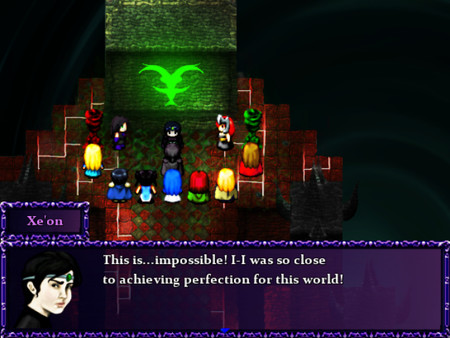 Xe'on
This is...impossible! I-I was so close
to achieving perfection for this world!